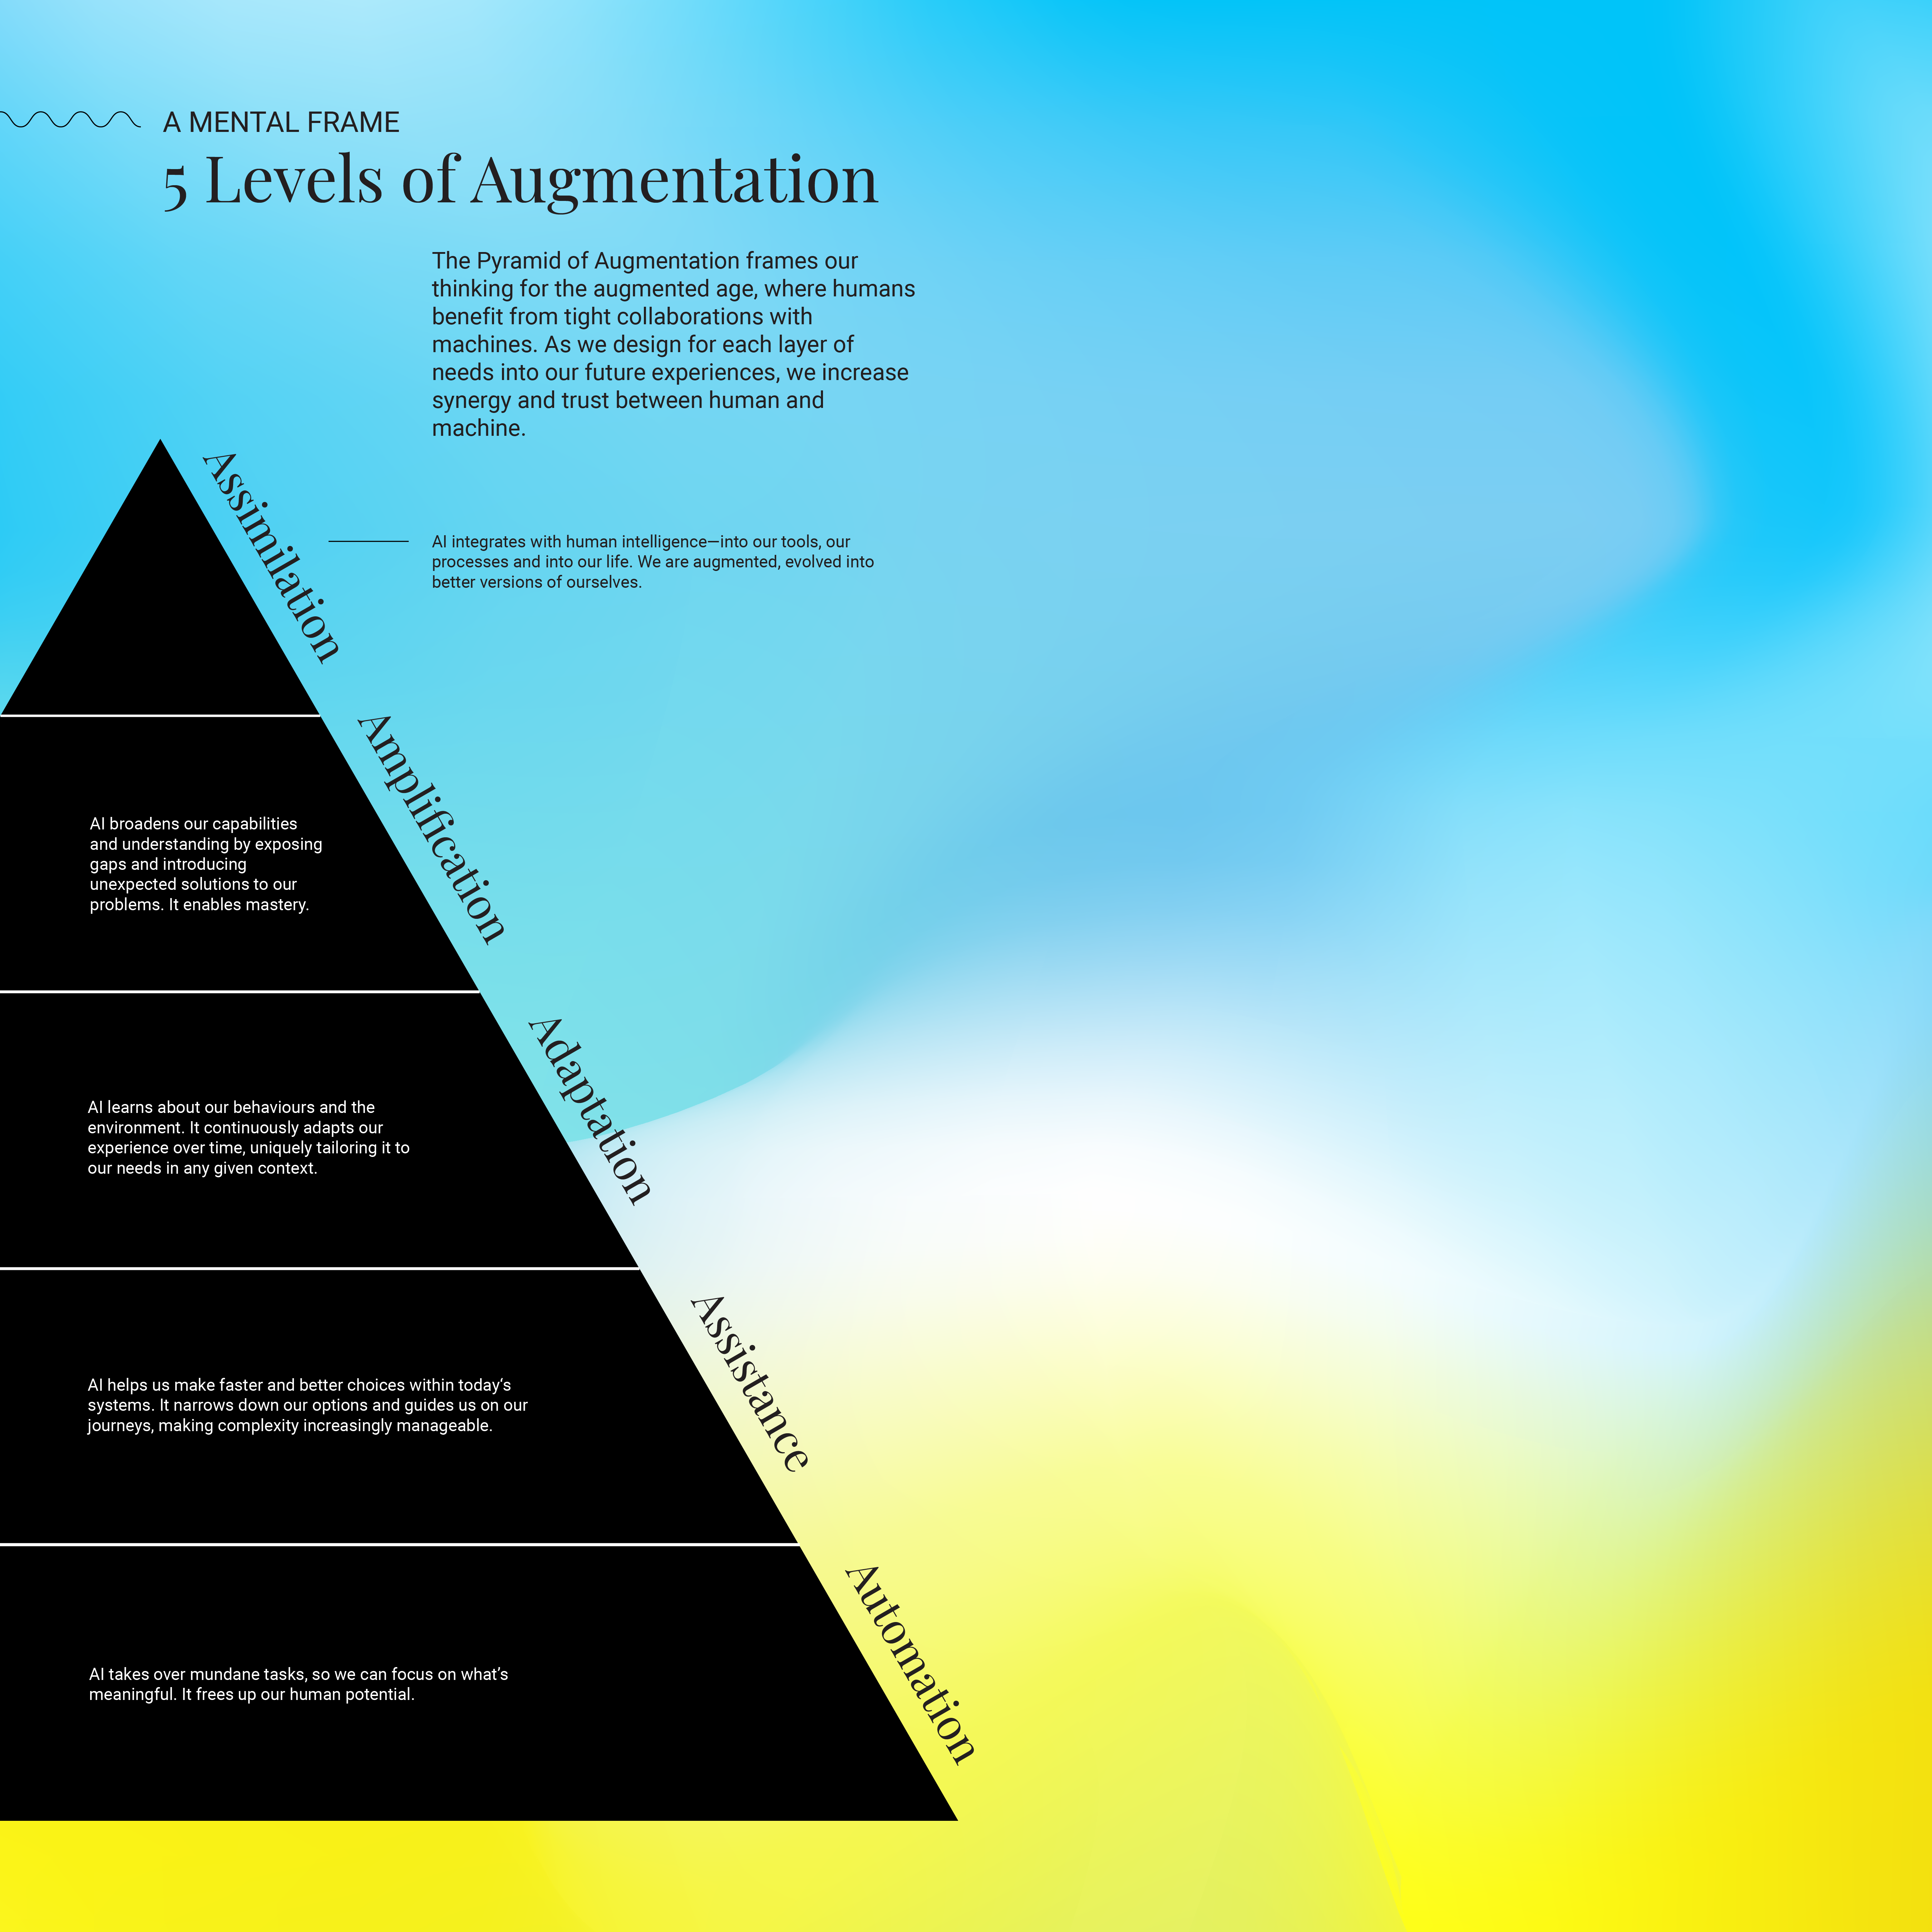 A MENTAL FRAME
5 Levels of Augmentation
The Pyramid of Augmentation frames our
thinking for the augmented age, where humans
benefit from tight collaborations with
machines. As we design for each layer of
needs into our future experiences, we increase
synergy and trust between human and
machine.
Assimilation
AI integrates with human intelligence—into our tools, our
processes and into our life. We are augmented, evolved into
better versions of ourselves.
Amplification
AI broadens our capabilities
and understanding by exposing
gaps and introducing
unexpected solutions to our
problems. It enables mastery.
Adaptation
AI learns about our behaviours and the
environment. It continuously adapts our
experience over time, uniquely tailoring it to
our needs in any given context.
Assistance
AI helps us make faster and better choices within today‘s
systems. It narrows down our options and guides us on our
journeys, making complexity increasingly manageable.
Automation
AI takes over mundane tasks, so we can focus on what’s
meaningful. It frees up our human potential.